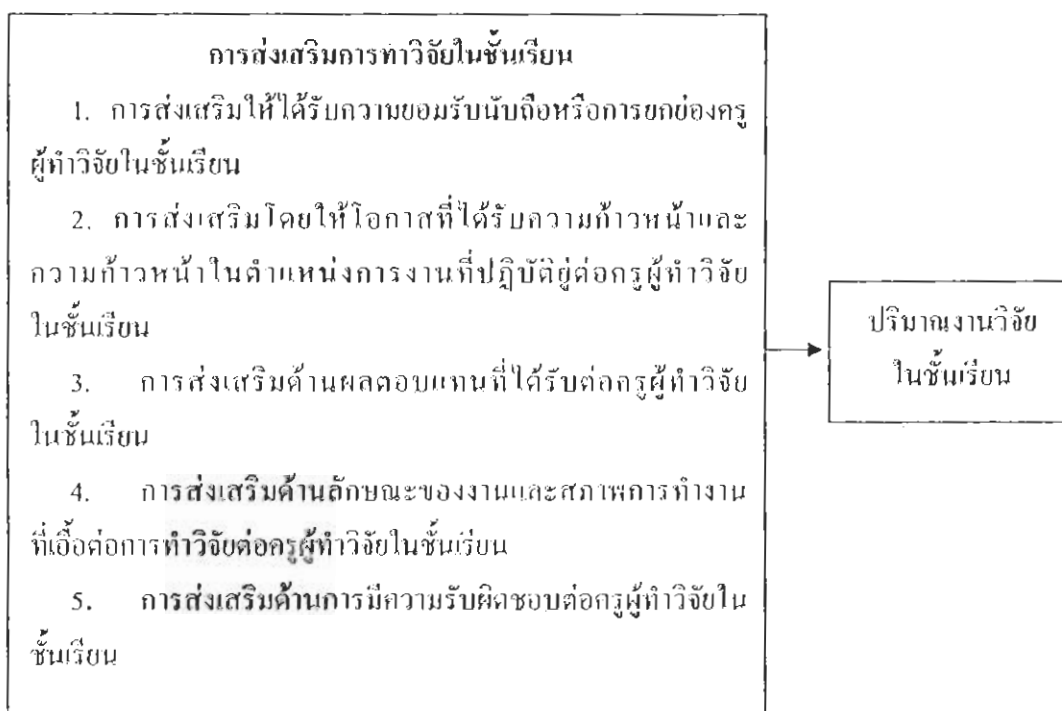 การส่งเสริมการทำวิจัยในชั้นเรียน
1. การส่งเสริมให้ได้รับความยอมรับนับถือหรือการยกย่องครู
ผู้ทำวิจัยในชั้นเรียน
2. การส่งเสริมโดยให้โอกาสที่ได้รับความก้าวหน้าและ
ความก้าวหน้าในตำแหน่งการงานที่ปฏิบัติยู่ต่อครูผู้ทำวิจัย
ในชั้นเรียน
3. การส่งเสริมด้านผลตอบแทนที่ได้รับต่อครูผู้ทำวิจัย
ในชั้นเรียน
4. การส่งเสริมด้านลักษณะของงานและสภาพการทำงาน
ที่เอื้อต่อการทำวิจัยต่อครูผู้ทำวิจัยในชั้นเรียน
5. การส่งเสริมด้านการมีความรับผิดชอบต่อครูผู้ทำวิจัยใน
ชั้นเรียน
ปริมาณงานวิจัย
ในชั้นเรียน